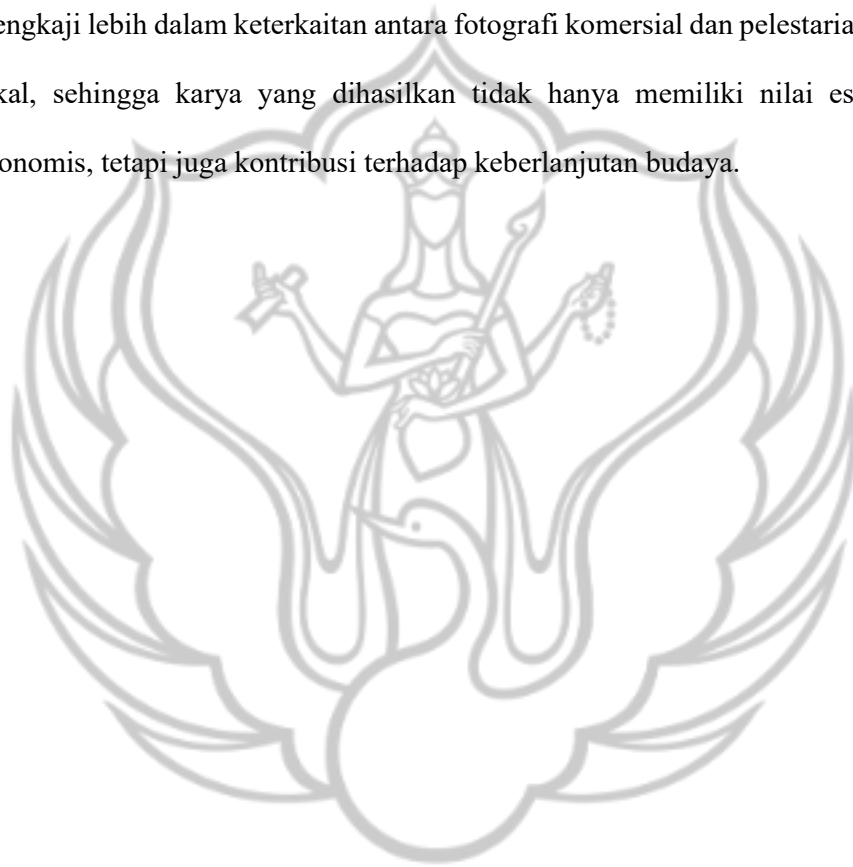 engkaji lebih dalam keterkaitan antara fotografi komersial dan pelestaria
kal, sehingga karya yang dihasilkan tidak hanya memiliki nilai es
onomis, tetapi juga kontribusi terhadap keberlanjutan budaya.